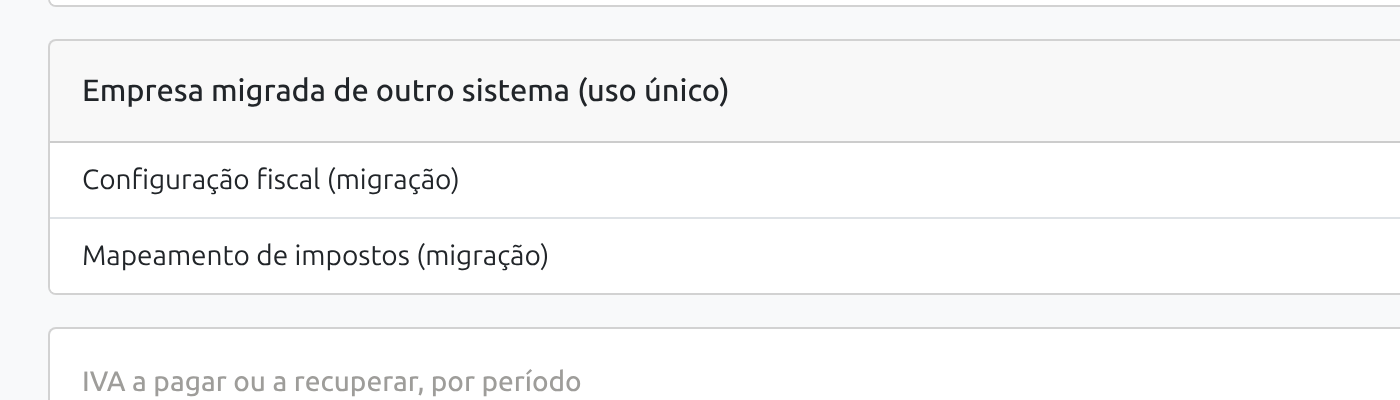 Empresa migrada de outro sistema (uso único)
Configuração fiscal (migração)
Mapeamento de impostos (migração)
IVA a pagar ou a recuperar, por período